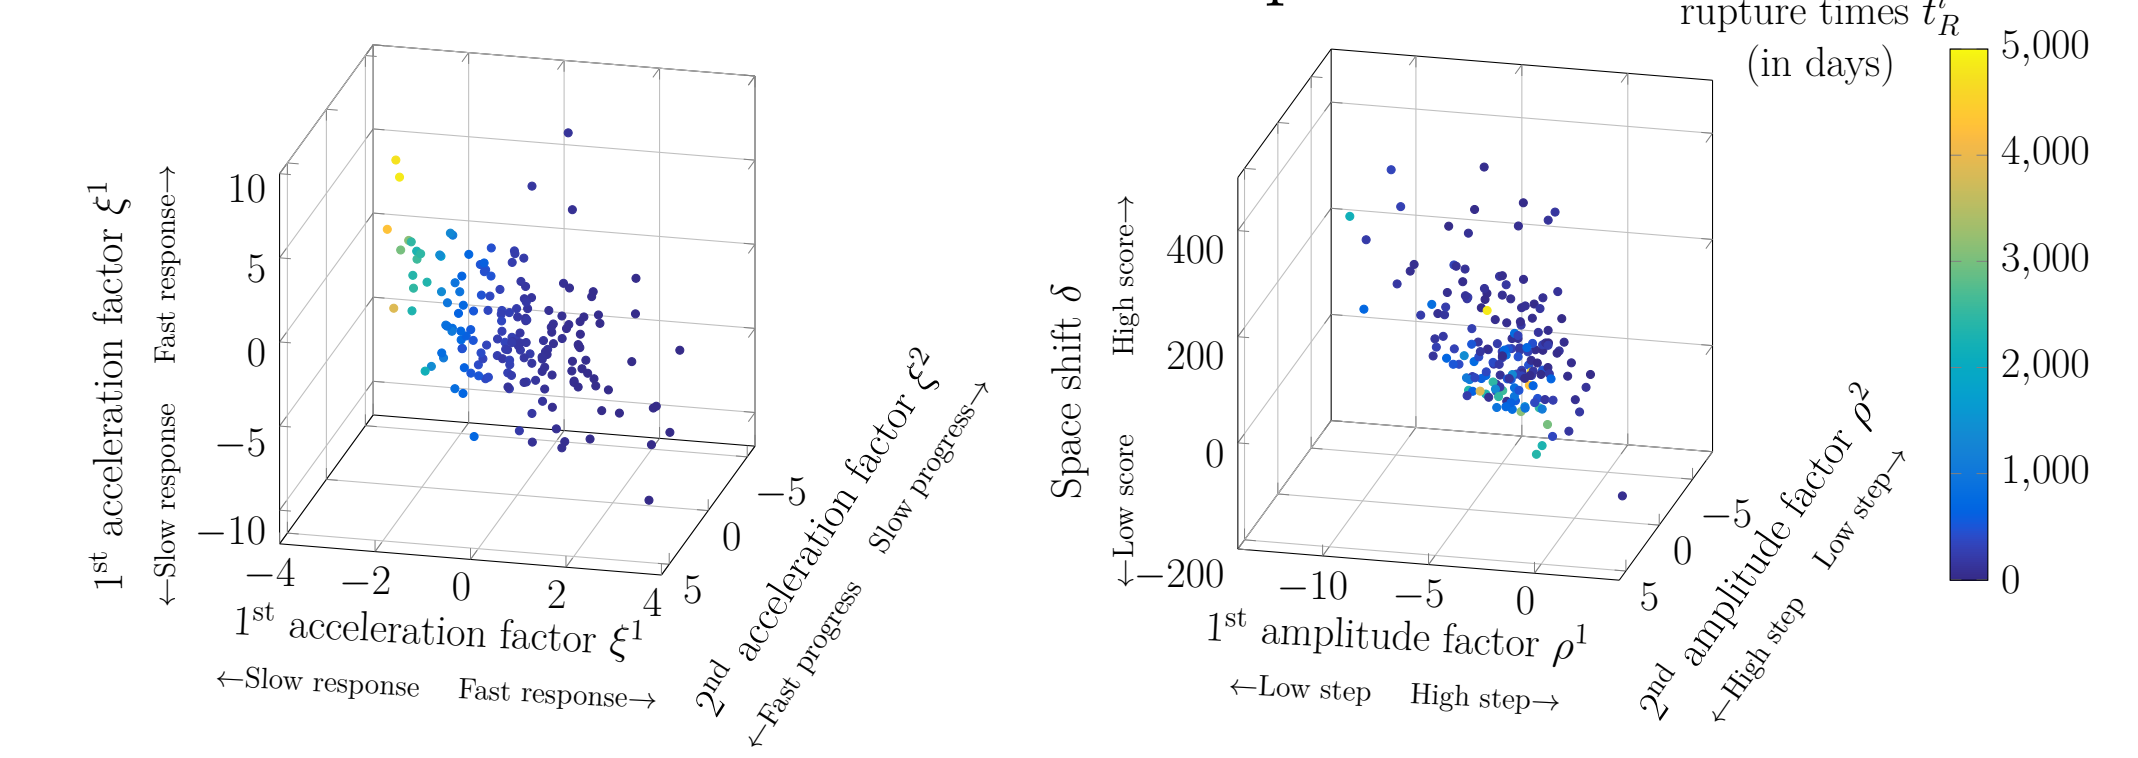 1st acceleration factor ξ1
←Slow response Fast response→
10
5
0
−5
−10
−4
−2
0
2
4
1st acceleration factor ξ1
←Slow response Fast response→
5
0
−5
2nd acceleration factor ξ2
←Fast progress Slow progress→
Space shift δ
←Low score High score→
400
200
0
−200
−10
−5
0
5
1st amplitude factor ρ1
←Low step High step→
0
−5
2nd amplitude factor ρ2
←High step Low step→
rupture times tiR
(in days)
5,000
4,000
3,000
2,000
1,000
0